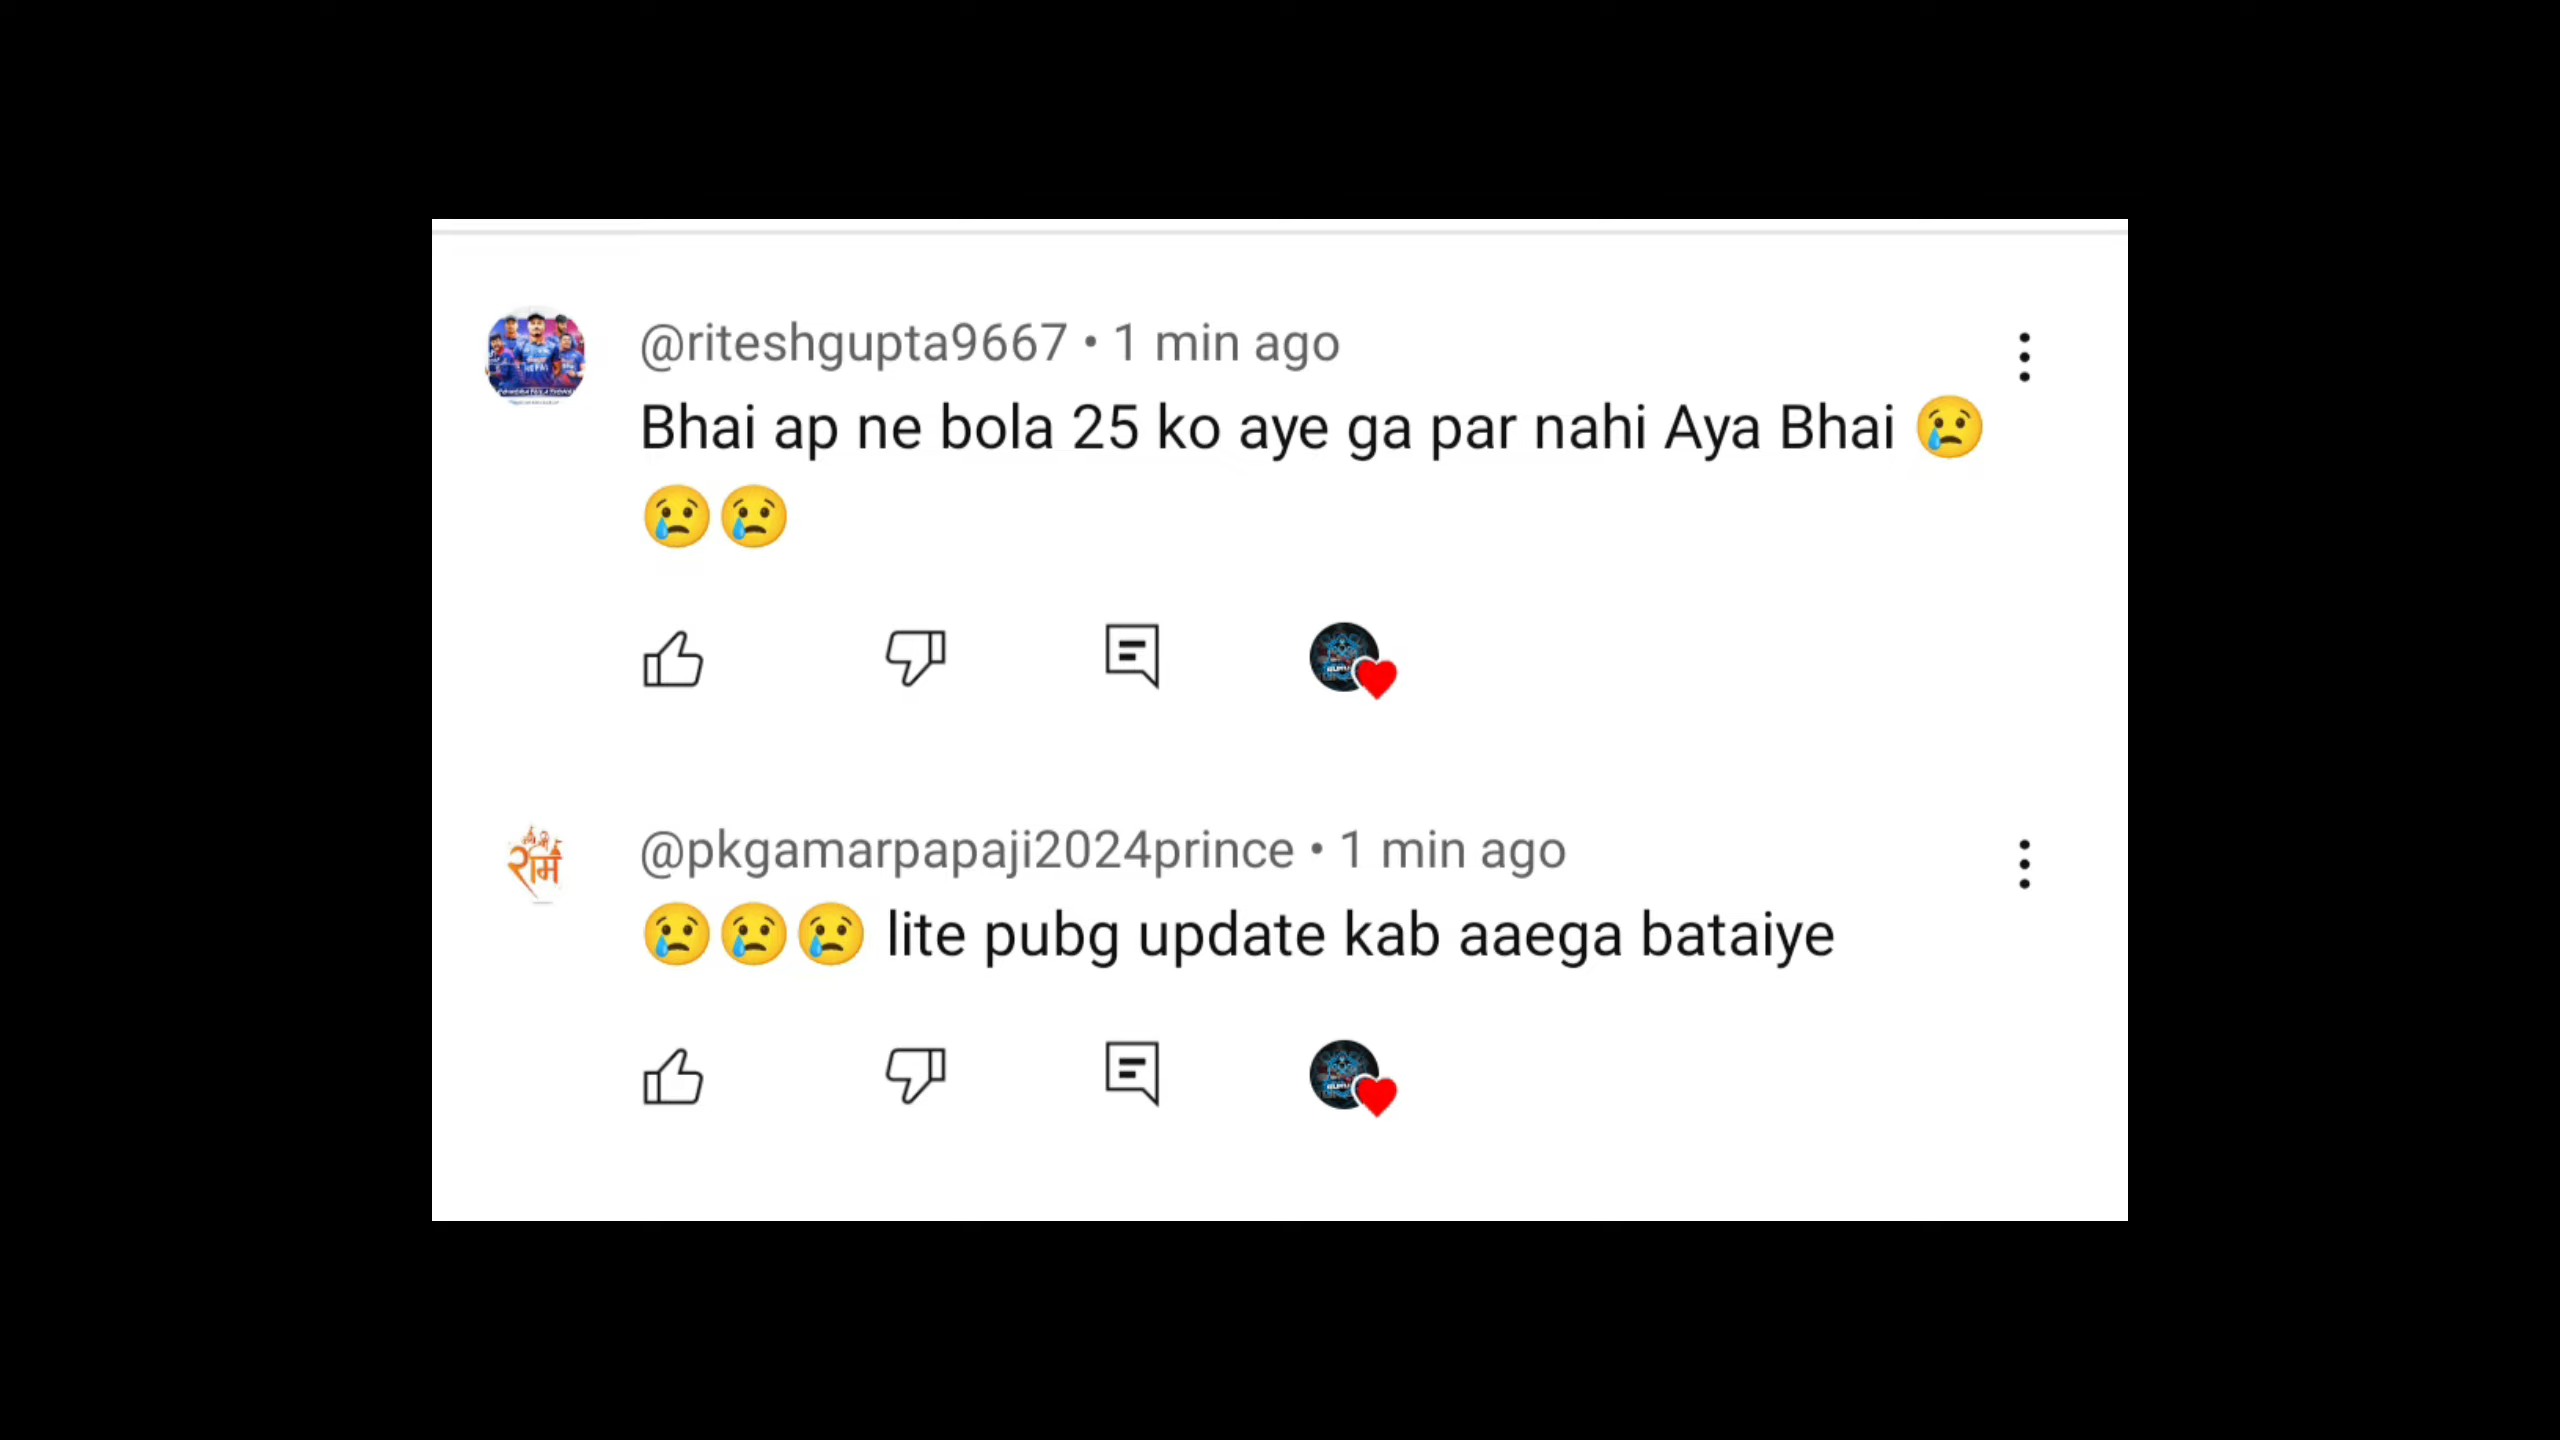 @riteshgupta9667 • 1 min ago
Bhai ap ne bola 25 ko aye ga par nahi Aya Bhai 😢
😢😢
राम
@pkgamarpapaji2024prince • 1 min ago
😢😢😢 lite pubg update kab aaega bataiye